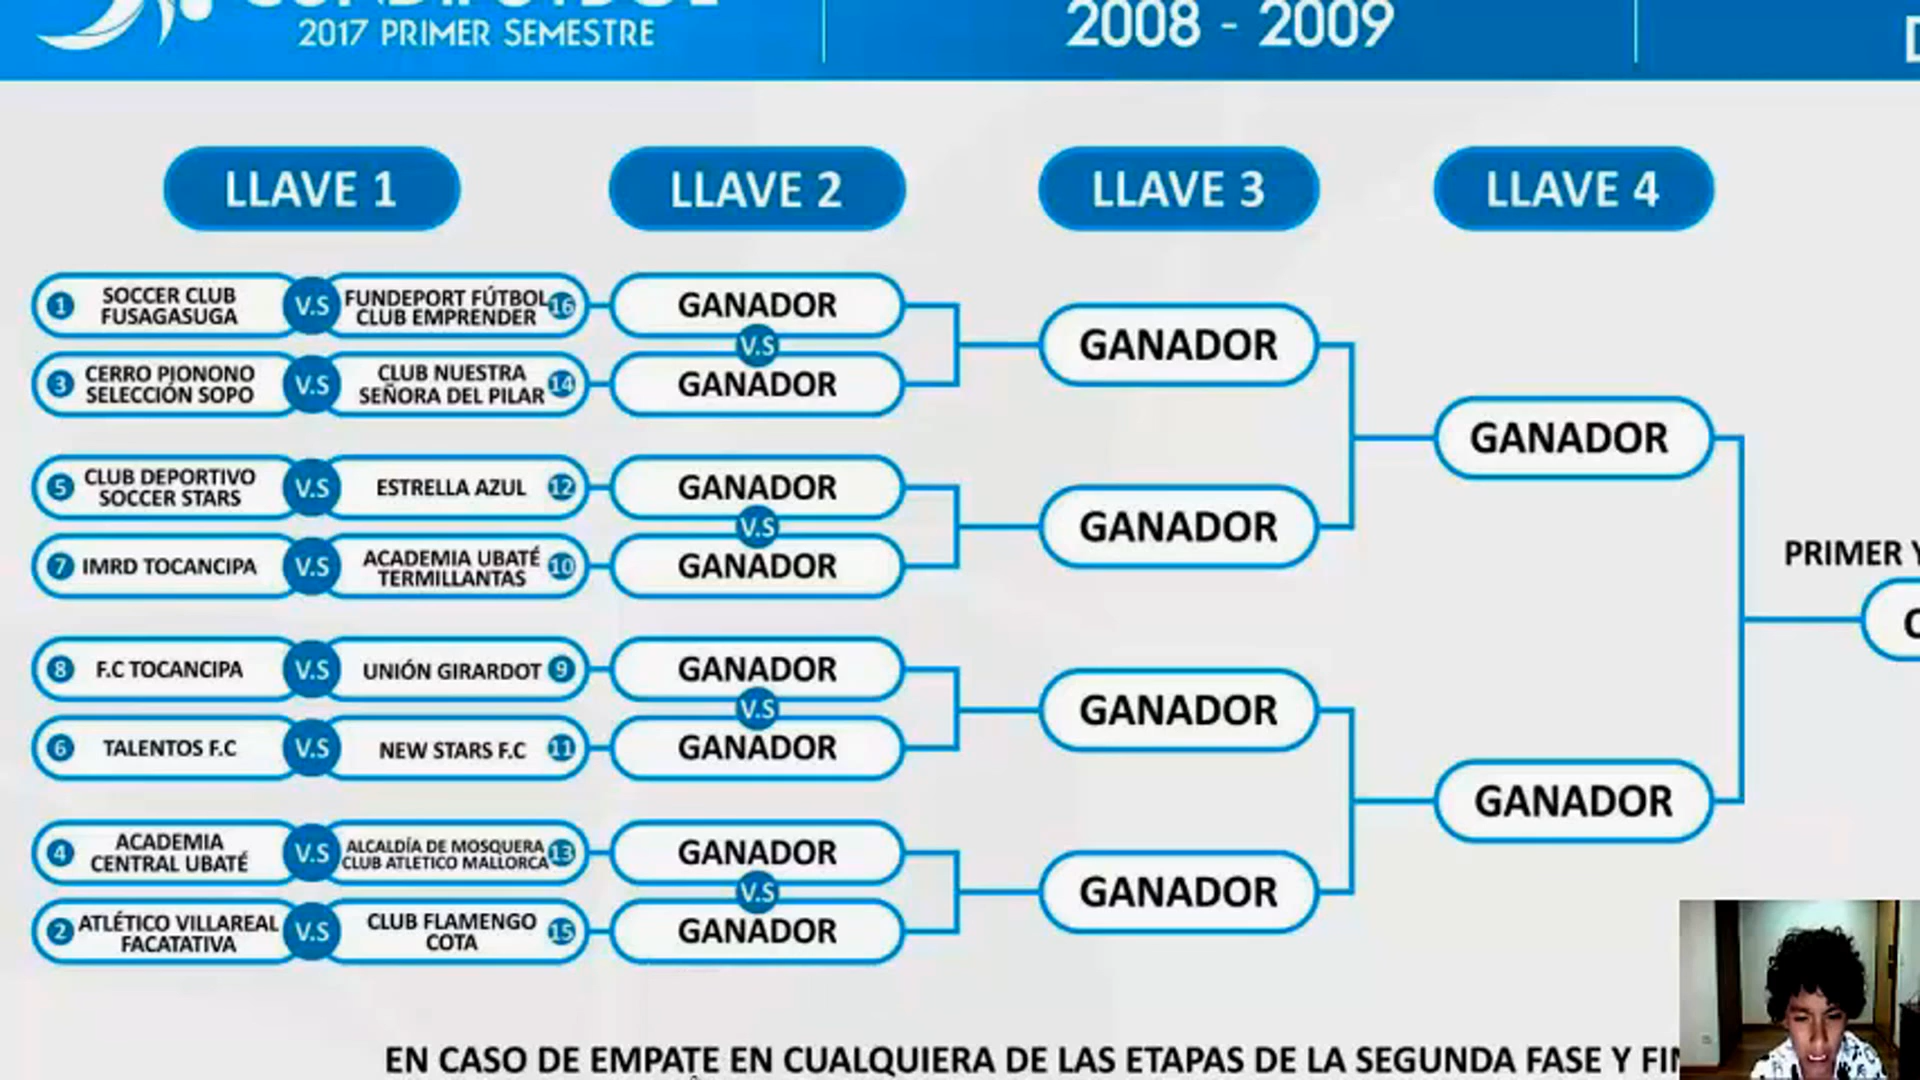 2017 PRIMER SEMESTRE
2008 - 2009
LLAVE 1
LLAVE 2
LLAVE 3
LLAVE 4
1 SOCCER CLUB
FUSAGASUGA
V.S
FUNDEPORT FÚTBOL
CLUB EMPRENDER 16
GANADOR
V.S
3 CERRO PIONONO
SELECCIÓN SOPO
V.S
CLUB NUESTRA
SEÑORA DEL PILAR 14
GANADOR
GANADOR
5 CLUB DEPORTIVO
SOCCER STARS
V.S
ESTRELLA AZUL 12
GANADOR
V.S
7 IMRD TOCANCIPA
V.S
ACADEMIA UBATÉ
TERMILLANTAS 10
GANADOR
GANADOR
GANADOR
8 F.C TOCANCIPA
V.S
UNIÓN GIRARDOT 9
GANADOR
V.S
6 TALENTOS F.C
V.S
NEW STARS F.C 11
GANADOR
GANADOR
4 ACADEMIA
CENTRAL UBATÉ
V.S
ALCALDÍA DE MOSQUERA
CLUB ATLETICO MALLORCA 13
GANADOR
V.S
2 ATLÉTICO VILLAREAL
FACATATIVA
V.S
CLUB FLAMENGO
COTA 15
GANADOR
GANADOR
GANADOR
PRIMER Y
EN CASO DE EMPATE EN CUALQUIERA DE LAS ETAPAS DE LA SEGUNDA FASE Y